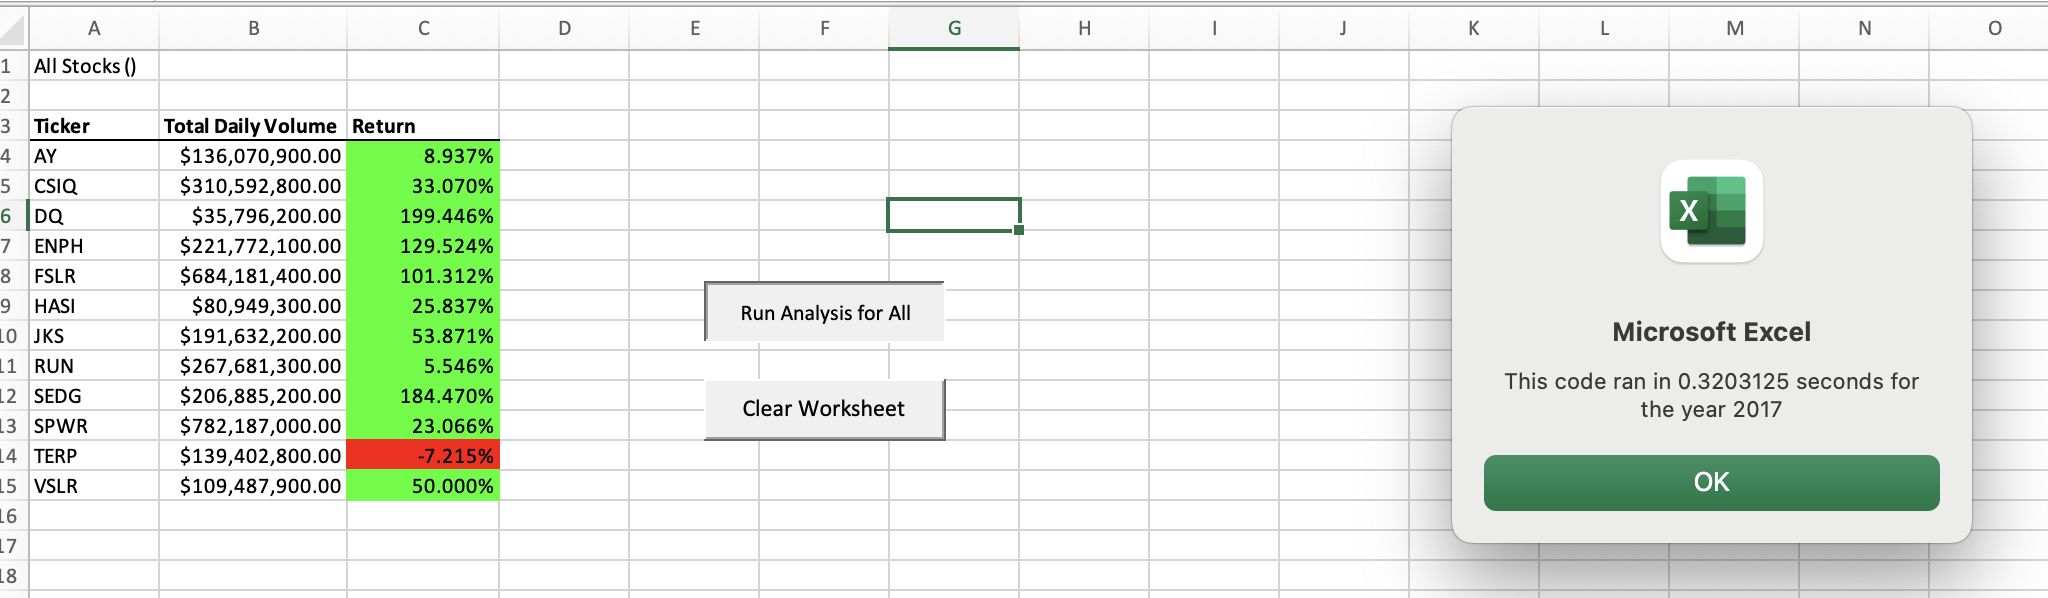 A B C D E F G H I J K L M N O
1 All Stocks ()
2
3 Ticker Total Daily Volume Return
4 AY $136,070,900.00 8.937%
5 CSIQ $310,592,800.00 33.070%
6 DQ $35,796,200.00 199.446%
7 ENPH $221,772,100.00 129.524%
8 FSLR $684,181,400.00 101.312%
9 HASI $80,949,300.00 25.837%
10 JKS $191,632,200.00 53.871%
11 RUN $267,681,300.00 5.546%
12 SEDG $206,885,200.00 184.470%
13 SPWR $782,187,000.00 23.066%
14 TERP $139,402,800.00 -7.215%
15 VSLR $109,487,900.00 50.000%
16
17
18
Run Analysis for All
Clear Worksheet
X
Microsoft Excel
This code ran in 0.3203125 seconds for
the year 2017
OK